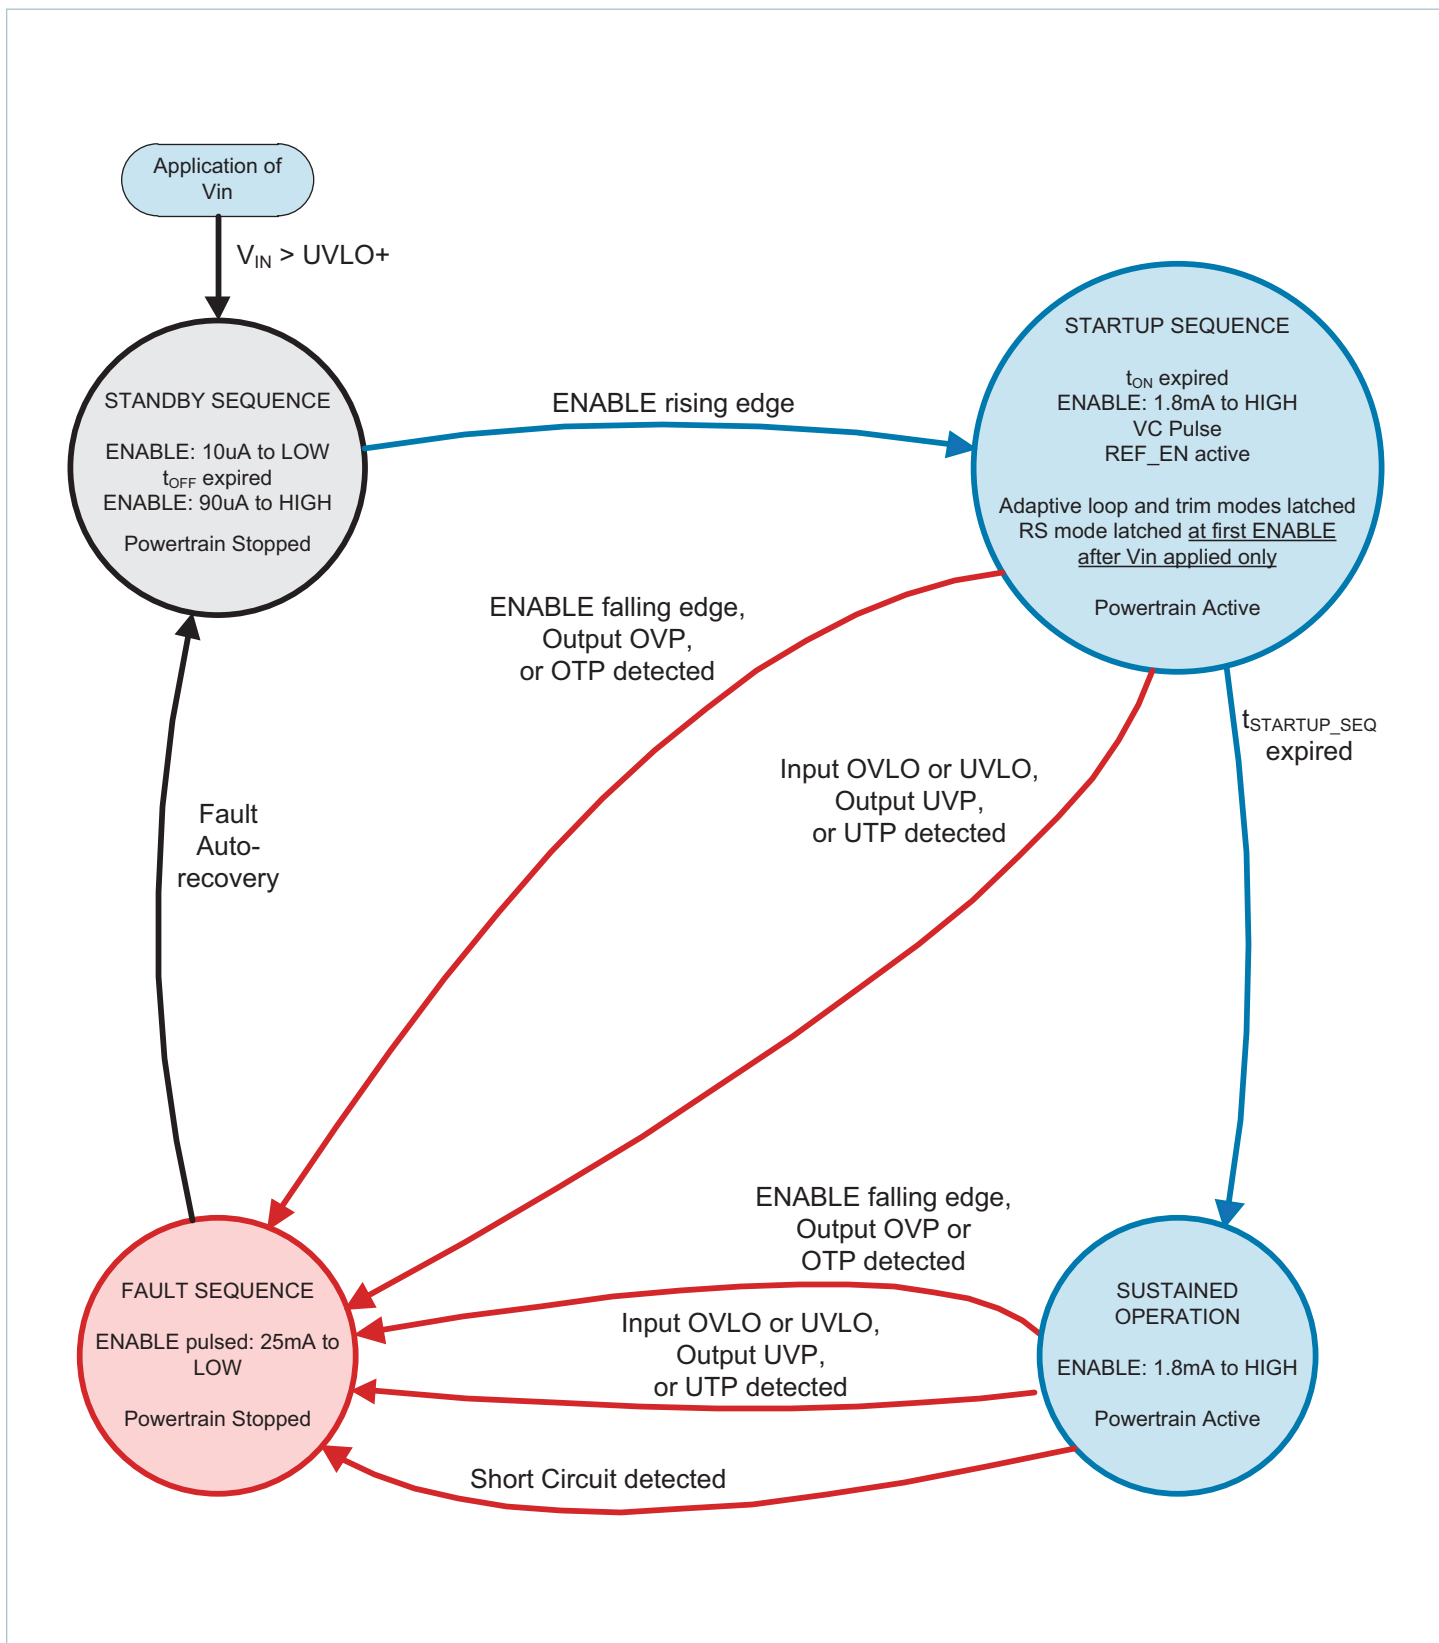 Application of
Vin
VIN > UVLO+
STANDBY SEQUENCE
ENABLE: 10uA to LOW
tOFF expired
ENABLE: 90uA to HIGH
Powertrain Stopped
ENABLE rising edge
STARTUP SEQUENCE
tON expired
ENABLE: 1.8mA to HIGH
VC Pulse
REF_EN active
Adaptive loop and trim modes latched
RS mode latched at first ENABLE
after Vin applied only
Powertrain Active
ENABLE falling edge,
Output OVP,
or OTP detected
Input OVLO or UVLO,
Output UVP,
or UTP detected
tSTARTUP_SEQ
expired
Fault
Auto-
recovery
ENABLE falling edge,
Output OVP or
OTP detected
Input OVLO or UVLO,
Output UVP,
or UTP detected
Short Circuit detected
FAULT SEQUENCE
ENABLE pulsed: 25mA to
LOW
Powertrain Stopped
SUSTAINED
OPERATION
ENABLE: 1.8mA to HIGH
Powertrain Active